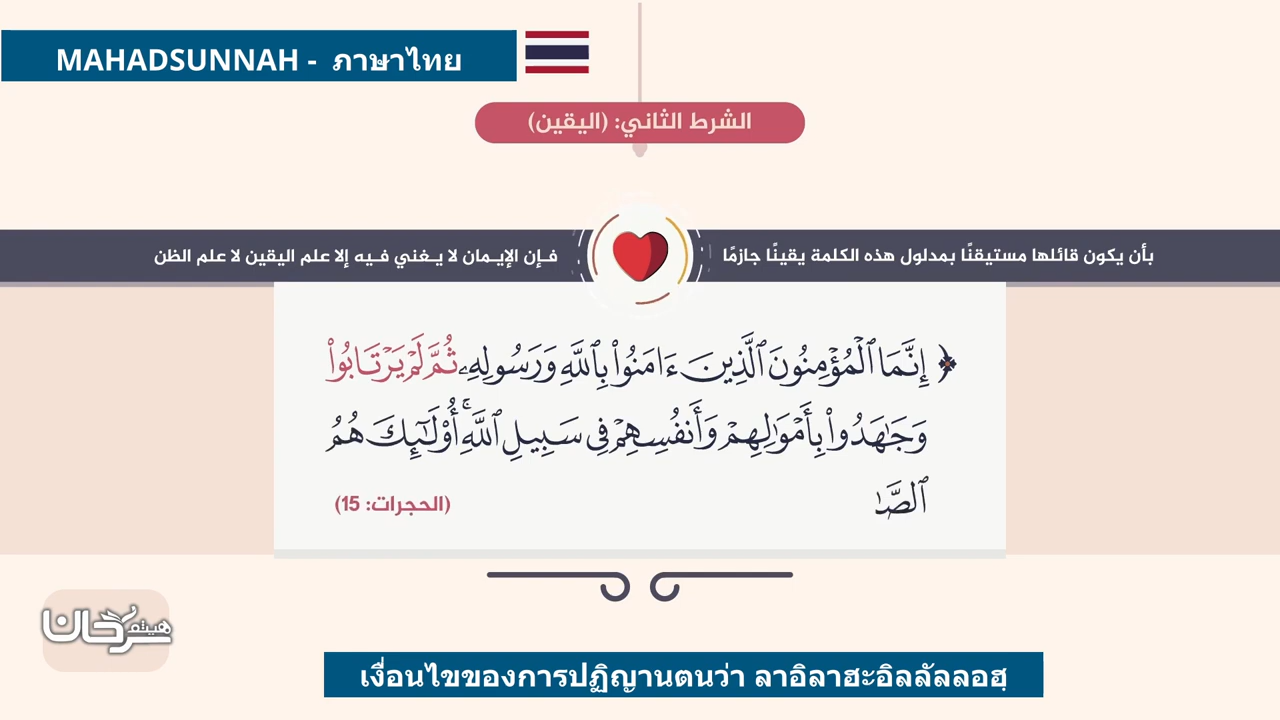 MAHADSUNNAH - ภาษาไทย
الشرط الثاني: (اليقين)
بأن يكون قائلها مستيقنًا بمدلول هذه الكلمة يقينًا جازمًا
فإن الإيمان لا يغني فيه إلا علم اليقين لا علم الظن
﴿ إِنَّمَا ٱلْمُؤْمِنُونَ ٱلَّذِينَ ءَامَنُوا۟ بِٱللَّهِ وَرَسُولِهِۦ ثُمَّ لَمْ يَرْتَابُوا۟
وَجَـٰهَدُوا۟ بِأَمْوَٰلِهِمْ وَأَنفُسِهِمْ فِى سَبِيلِ ٱللَّهِ ۚ أُو۟لَـٰٓئِكَ هُمُ
ٱلصَّـٰ
(الحجرات: 15)
هيثم سرحان
เงื่อนไขของการปฏิญานตนว่า ลาอิลาฮะอิลลัลลอฮฺ